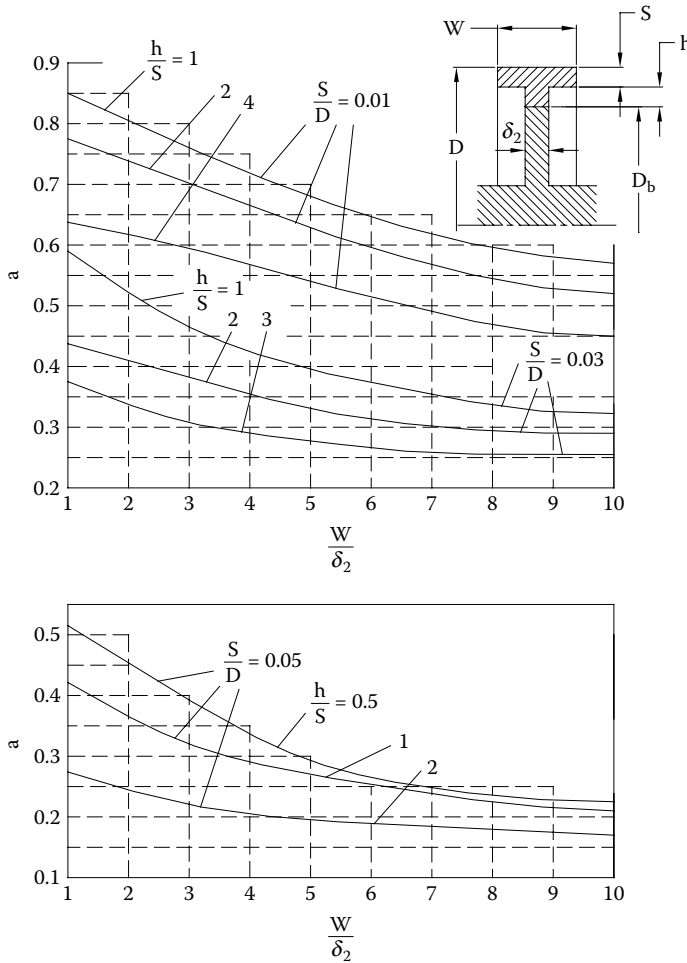 W
S
h
δ₂
D
D_b
0.9
0.8
0.7
0.6
0.5
0.4
0.3
0.2
a
h/S = 1
2
4
S/D = 0.01
h/S = 1
2
3
S/D = 0.03
1 2 3 4 5 6 7 8 9 10
W/δ₂
0.5
0.4
0.3
0.2
0.1
a
S/D = 0.05
h/S = 0.5
1
2
1 2 3 4 5 6 7 8 9 10
W/δ₂